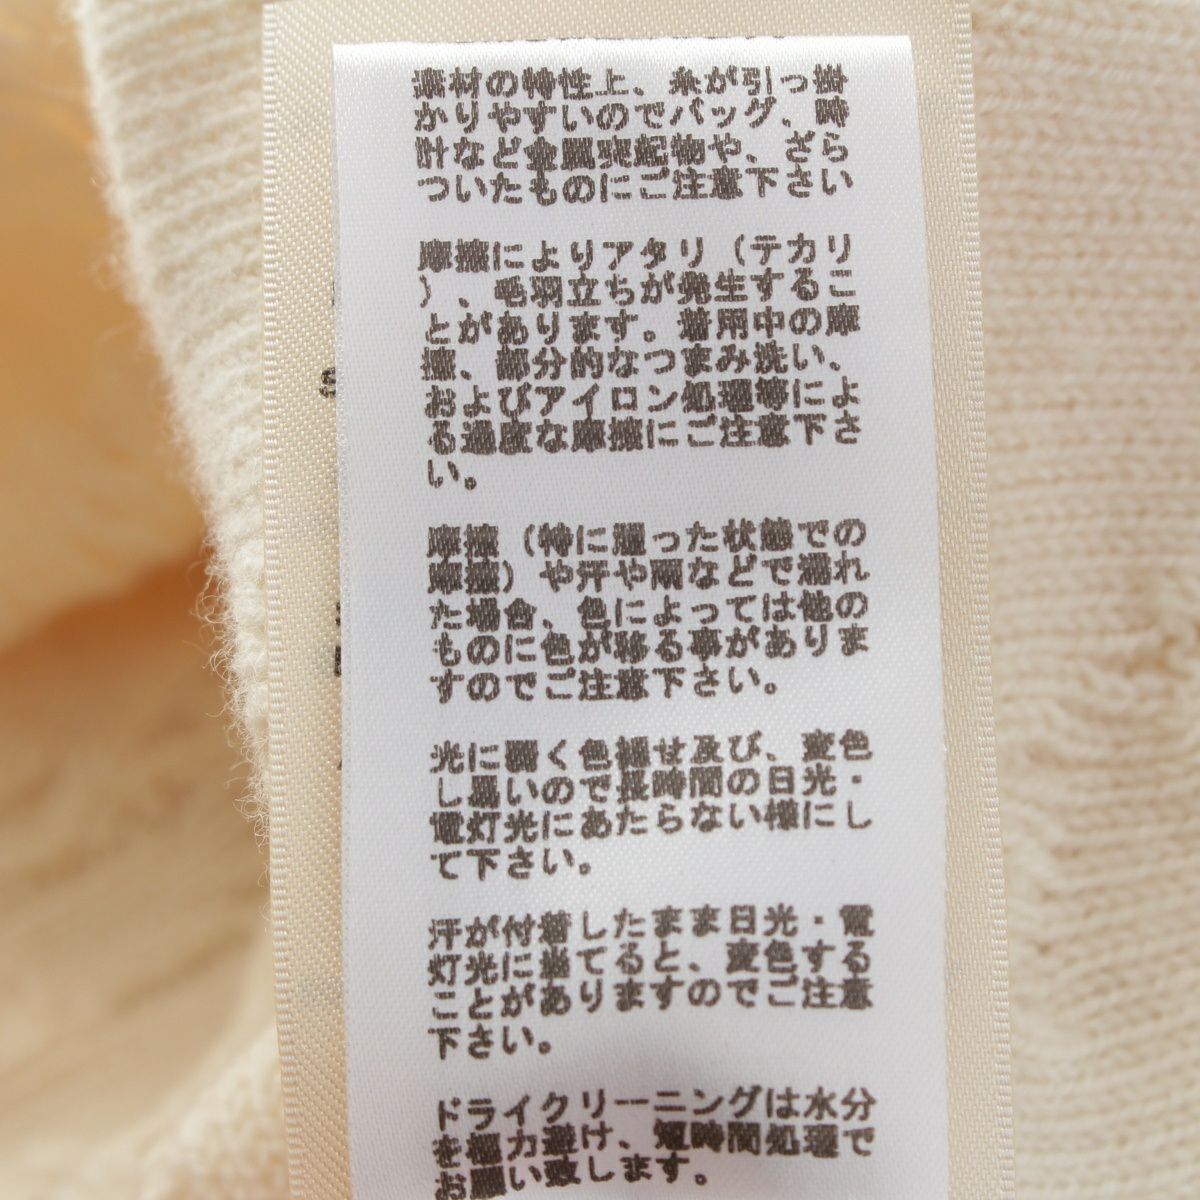 素材の特性上、糸が引っ掛
かりやすいのでバッグ、時
計など金属突起物や、ざら
ついたものにご注意下さい
摩擦によりアタリ（テカリ
）、毛羽立ちが発生するこ
とがあります。着用中の摩
擦、部分的なつまみ洗い、
およびアイロン処理等によ
る過度な摩擦にご注意下さ
い。
摩擦（特に湿った状態での
摩擦）や汗や雨などで濡れ
た場合、色によっては他の
ものに色が移る事がありま
すのでご注意下さい。
光に弱く色褪せ及び、変色
し易いので長時間の日光・
電灯光にあたらない様にし
て下さい。
汗が付着したまま日光・電
灯光に当てると、変色する
ことがありますのでご注意
下さい。
ドライクリーニングは水分
を極力避け、短時間処理で
お願い致します。